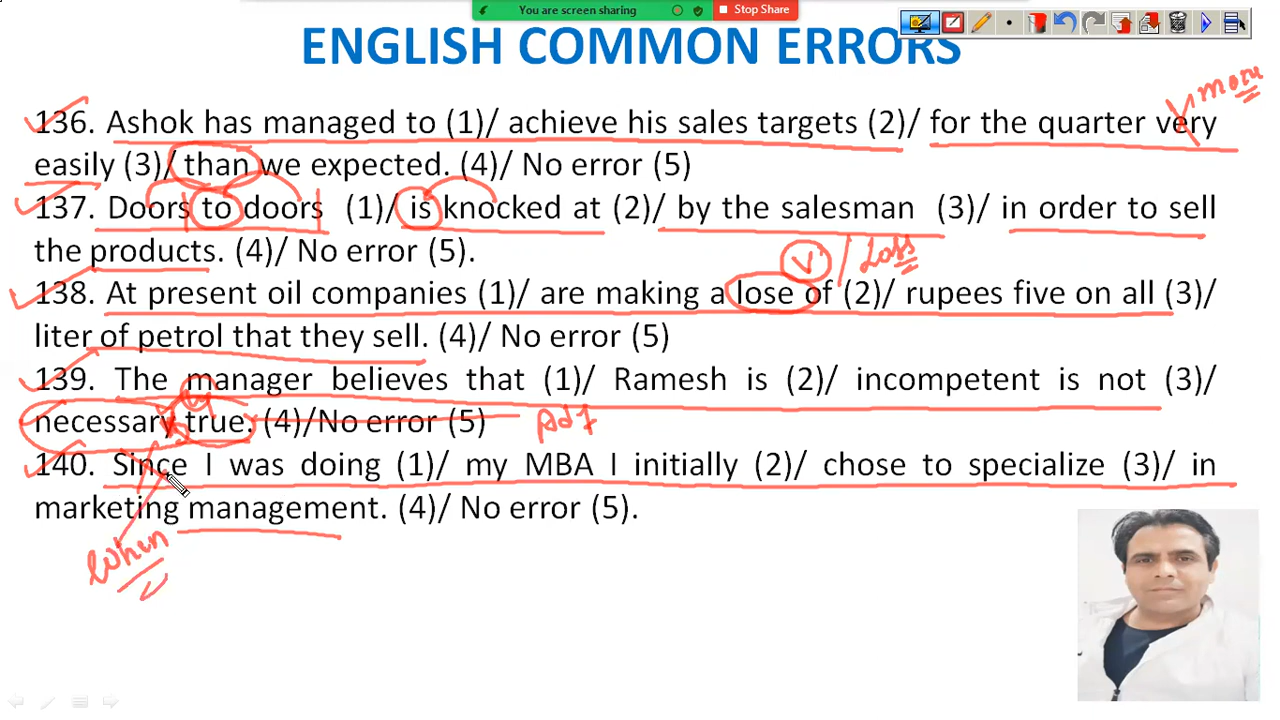 You are screen sharing Stop Share
ENGLISH COMMON ERRORS
more
136. Ashok has managed to (1)/ achieve his sales targets (2)/ for the quarter very
easily (3)/ than we expected. (4)/ No error (5)
137. Doors to doors (1)/ is knocked at (2)/ by the salesman (3)/ in order to sell
the products. (4)/ No error (5).
V / Loss
138. At present oil companies (1)/ are making a lose of (2)/ rupees five on all (3)/
liter of petrol that they sell. (4)/ No error (5)
139. The manager believes that (1)/ Ramesh is (2)/ incompetent is not (3)/
ly
necessary true. (4)/No error (5) Adj
140. Since I was doing (1)/ my MBA I initially (2)/ chose to specialize (3)/ in
marketing management. (4)/ No error (5).
When